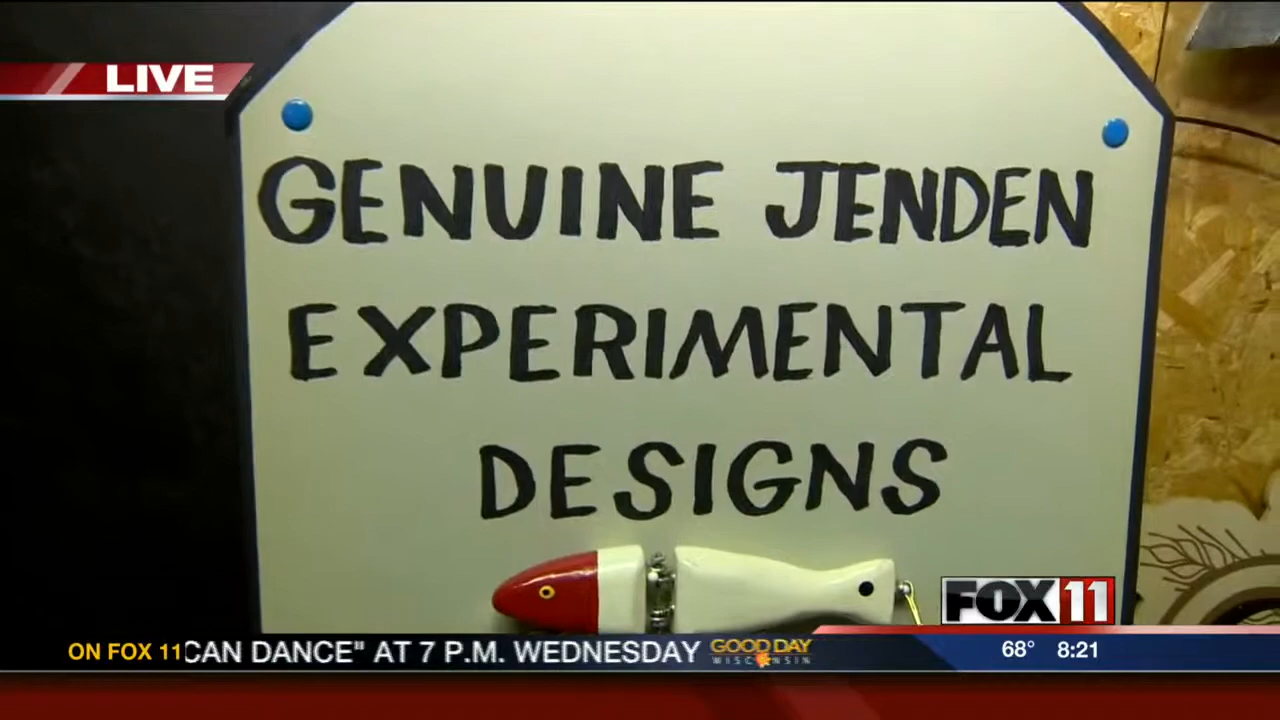 LIVE
GENUINE JENDEN
EXPERIMENTAL
DESIGNS
FOX 11
ON FOX 11 CAN DANCE" AT 7 P.M. WEDNESDAY
GOOD DAY
WISCONSIN
68° 8:21